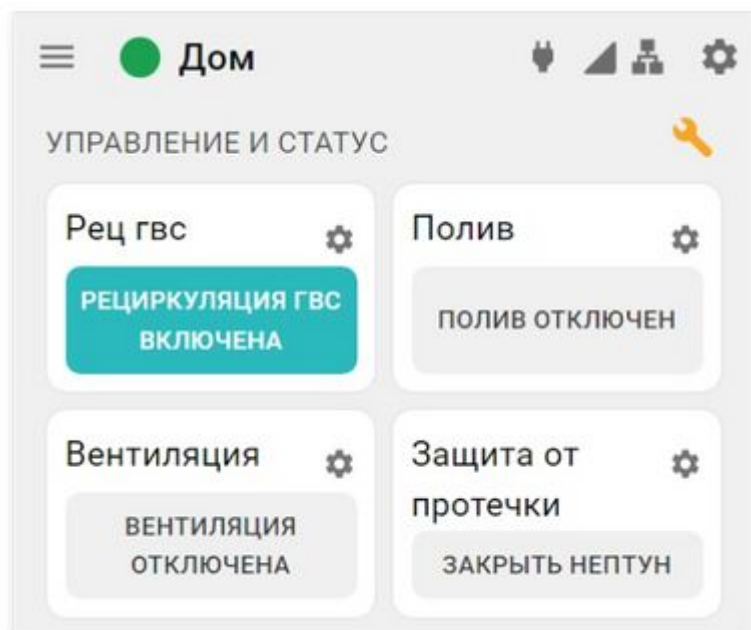 Дом
УПРАВЛЕНИЕ И СТАТУС
Рец гвс
РЕЦИРКУЛЯЦИЯ ГВС
ВКЛЮЧЕНА
Полив
ПОЛИВ ОТКЛЮЧЕН
Вентиляция
ВЕНТИЛЯЦИЯ
ОТКЛЮЧЕНА
Защита от
протечки
ЗАКРЫТЬ НЕПТУН